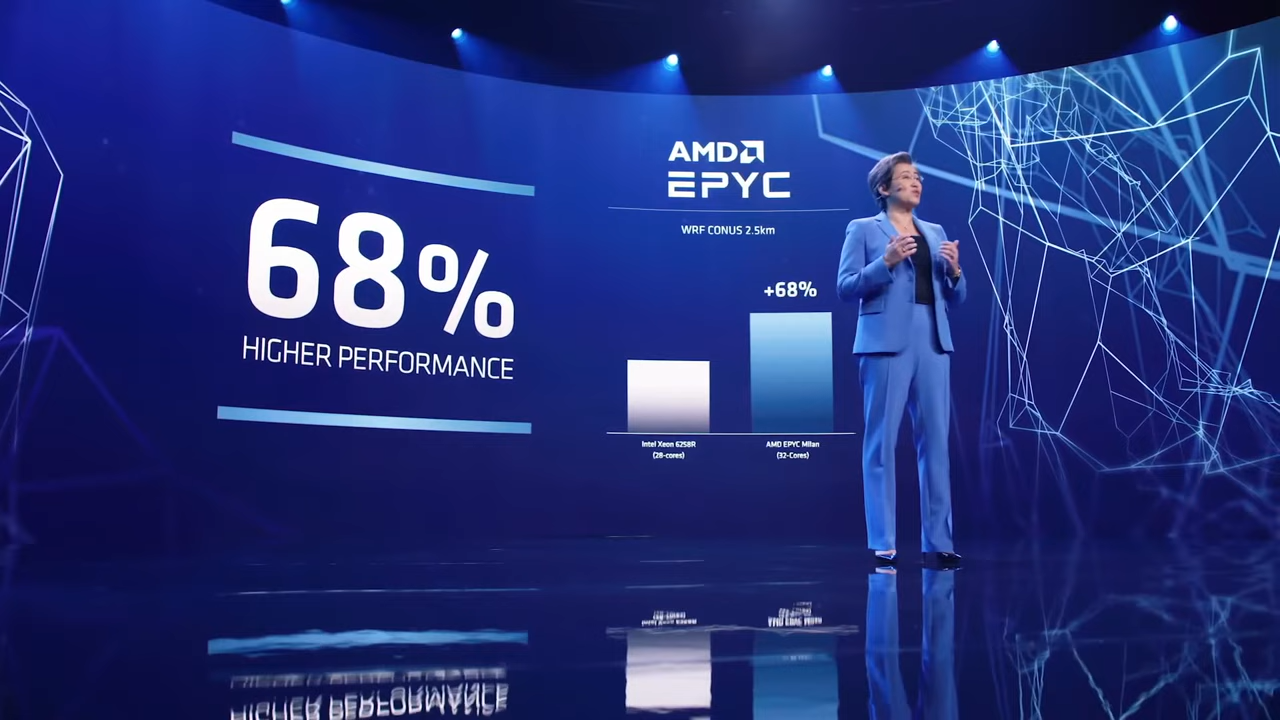 68%
HIGHER PERFORMANCE
AMD
EPYC
WRF CONUS 2.5km
+68%
Intel Xeon 6258R
(28-cores)
AMD EPYC Milan
(32-Cores)